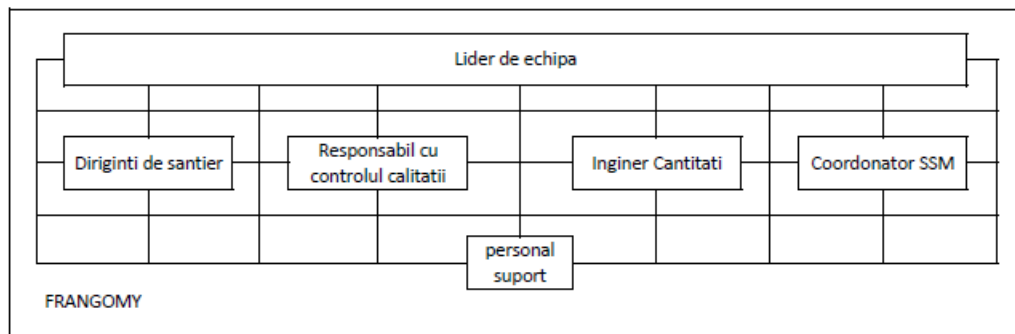 Lider de echipa
Diriginti de santier
Responsabil cu
controlul calitatii
Inginer Cantitati
Coordonator SSM
personal
suport
FRANGOMY